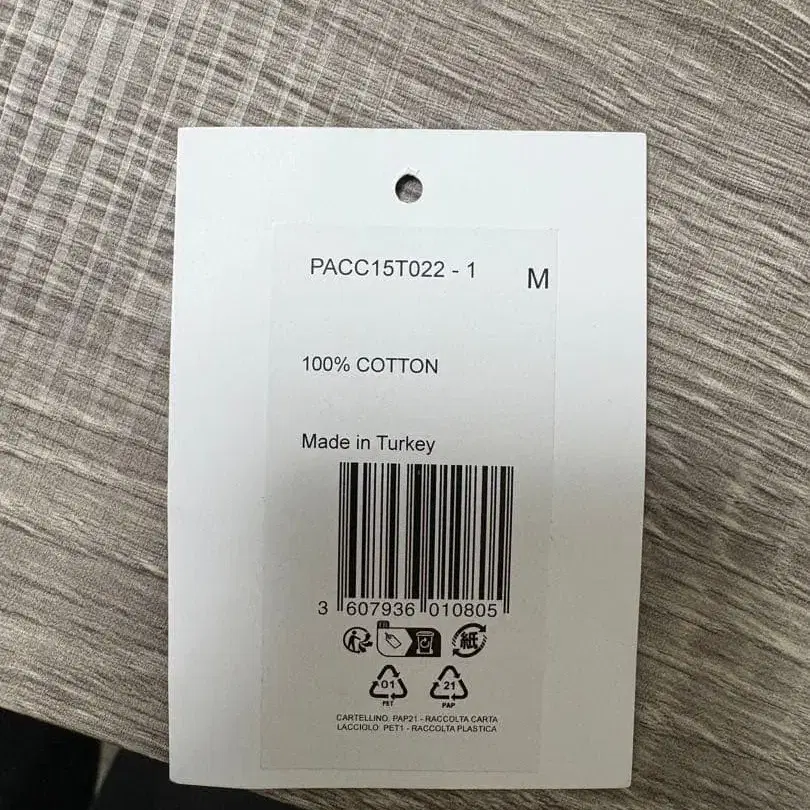 PACC15T022 - 1 M
100% COTTON
Made in Turkey
3 607936 010805
FR 紙
01 21
PET PAP
CARTELLINO: PAP21 - RACCOLTA CARTA
LACCIOLO: PET1 - RACCOLTA PLASTICA